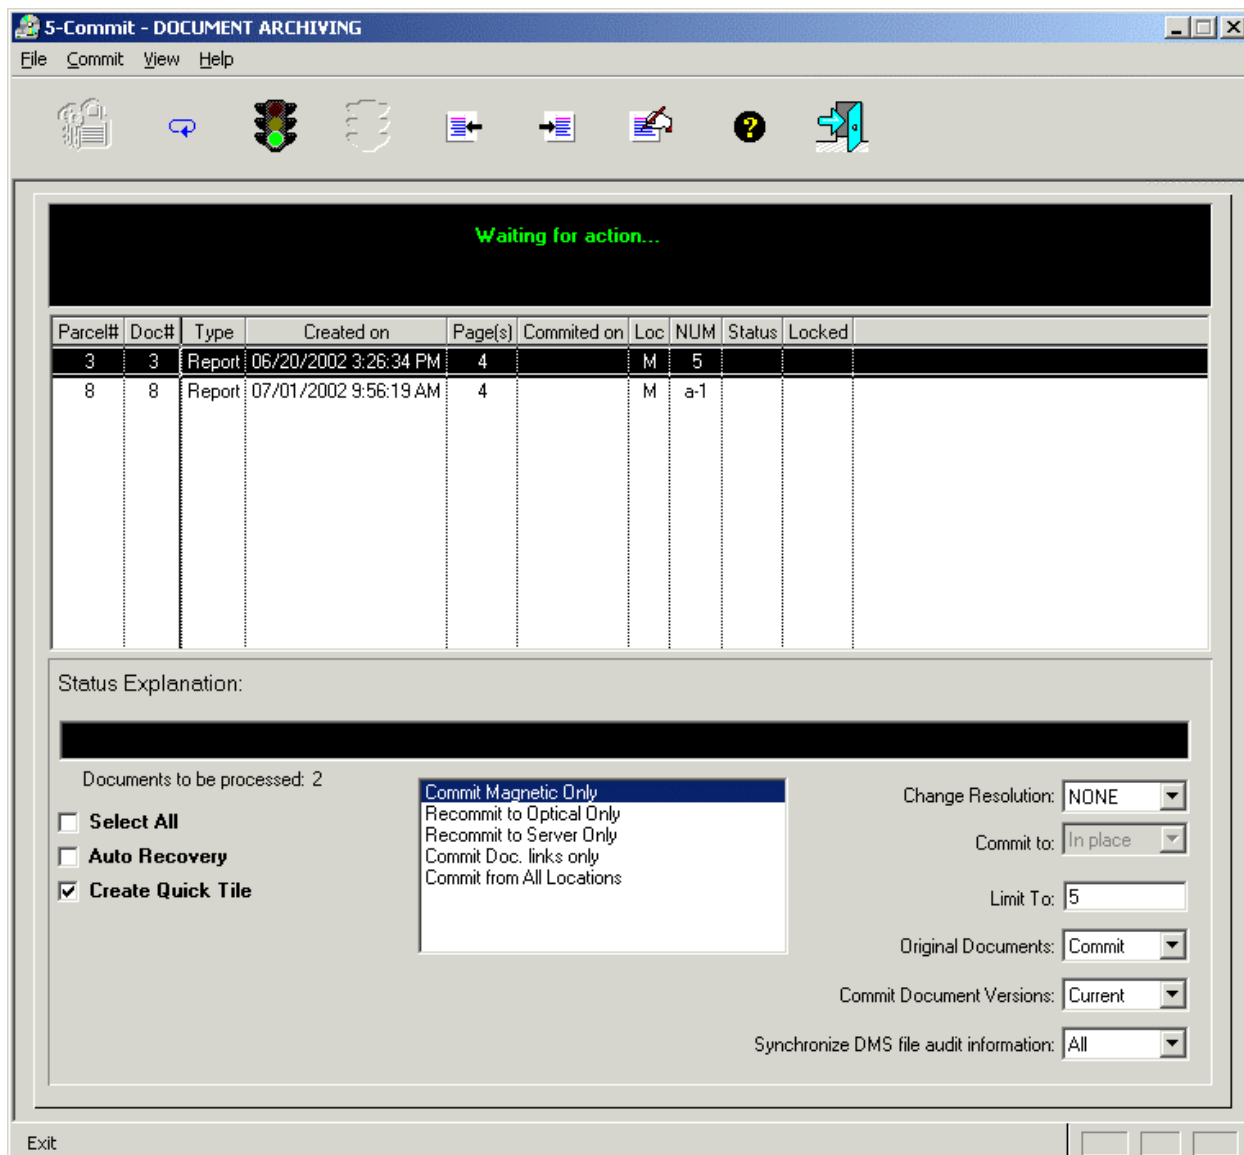 5-Commit - DOCUMENT ARCHIVING
File Commit View Help
?
Waiting for action...
Parcel# Doc# Type Created on Page(s) Commited on Loc NUM Status Locked
3 3 Report 06/20/2002 3:26:34 PM 4 M 5
8 8 Report 07/01/2002 9:56:19 AM 4 M a-1
Status Explanation:
Documents to be processed: 2
Select All
Auto Recovery
Create Quick Tile
Commit Magnetic Only
Recommit to Optical Only
Recommit to Server Only
Commit Doc. links only
Commit from All Locations
Change Resolution: NONE
Commit to: In place
Limit To: 5
Original Documents: Commit
Commit Document Versions: Current
Synchronize DMS file audit information: All
Exit